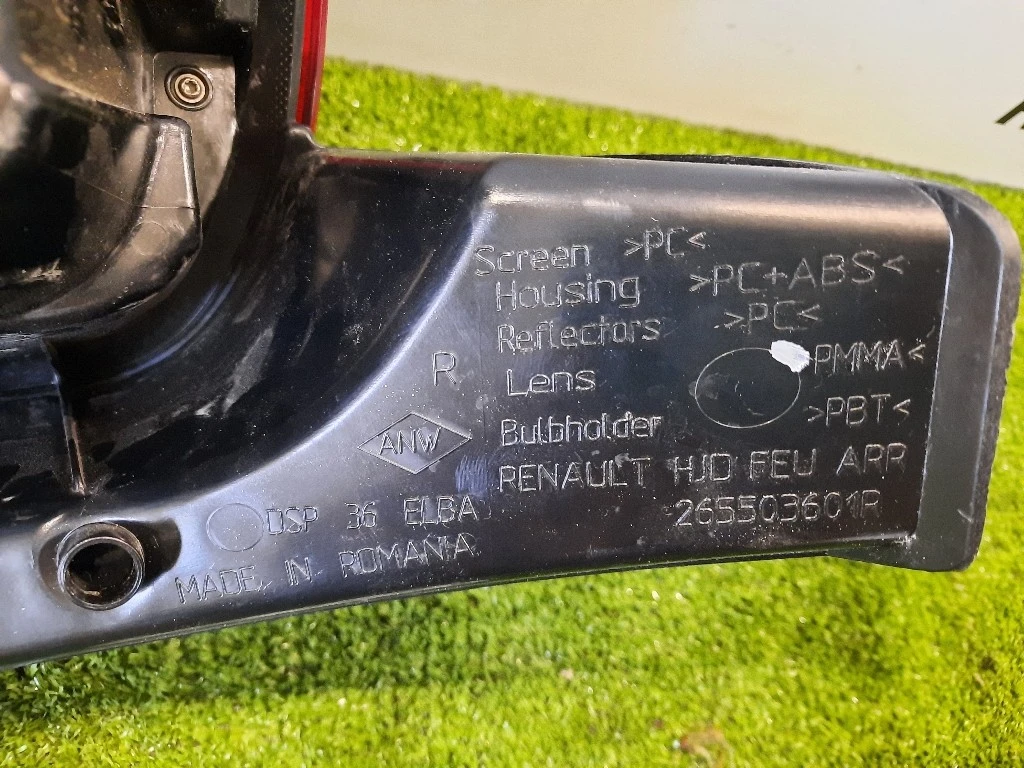 Screen >PC<
Housing >PC+ABS<
Reflectors >PC<
Lens PMMA<
Bulbholder >PBT<
R
ANW
RENAULT HJD FEU ARR
265503601R
DSP 36 ELBA
MADE IN ROMANIA